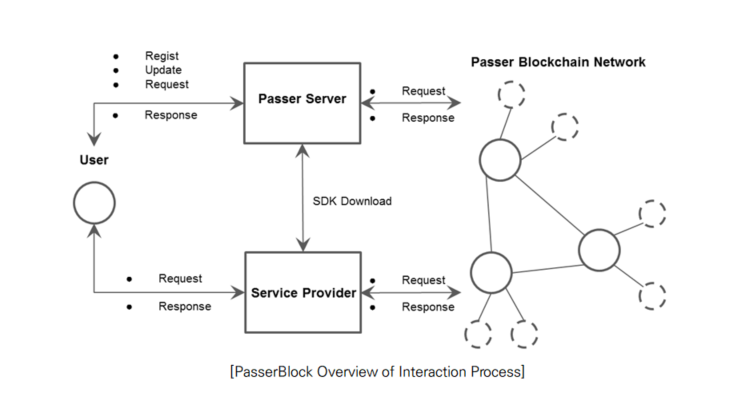 • Regist
• Update
• Request
• Response
User
Passer Server
• Request
• Response
Passer Blockchain Network
SDK Download
• Request
• Response
Service Provider
• Request
• Response
[PasserBlock Overview of Interaction Process]